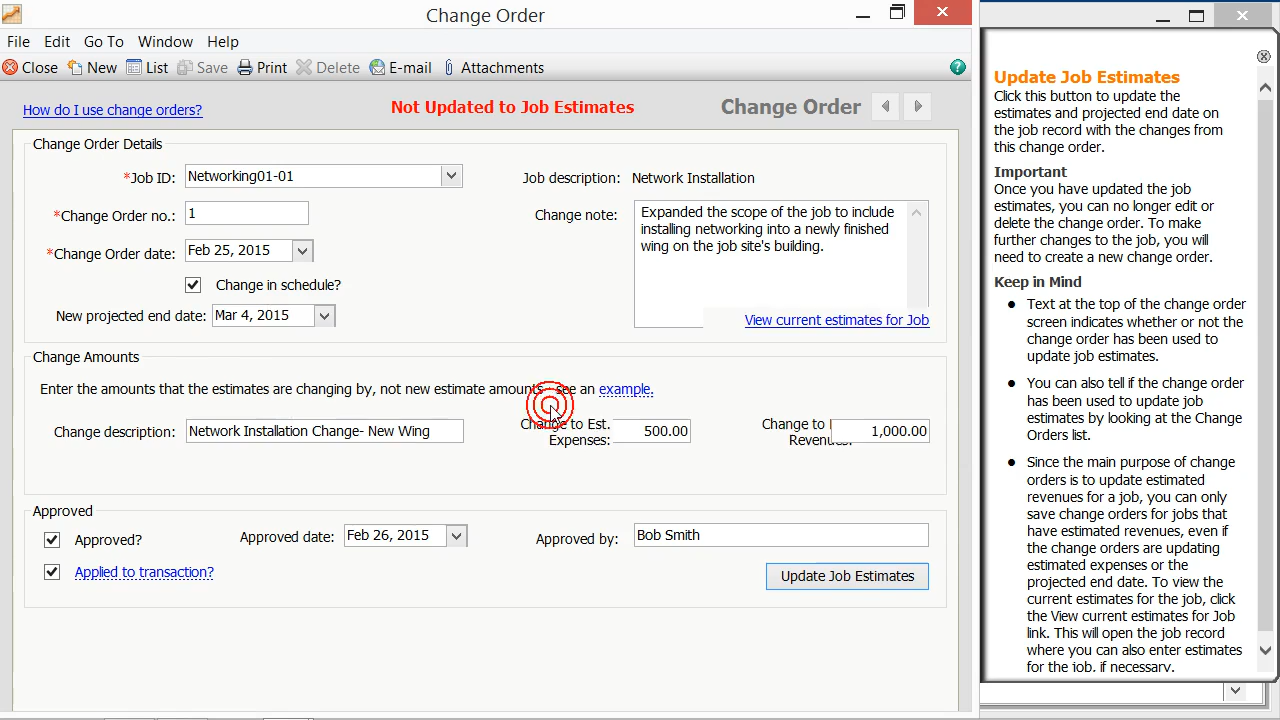 Change Order
File Edit Go To Window Help
Close New List Save Print Delete E-mail Attachments ?
How do I use change orders?
Not Updated to Job Estimates
Change Order
Change Order Details
*Job ID: Networking01-01
Job description: Network Installation
*Change Order no.: 1
Change note: Expanded the scope of the job to include
installing networking into a newly finished
wing on the job site's building.
*Change Order date: Feb 25, 2015
Change in schedule?
New projected end date: Mar 4, 2015
View current estimates for Job
Change Amounts
Enter the amounts that the estimates are changing by, not new estimate amounts - see an example.
Change description: Network Installation Change- New Wing
Change to Est.
Expenses: 500.00
Change to
Revenues: 1,000.00
Approved
Approved? Approved date: Feb 26, 2015 Approved by: Bob Smith
Applied to transaction?
Update Job Estimates
Update Job Estimates
Click this button to update the
estimates and projected end date on
the job record with the changes from
this change order.
Important
Once you have updated the job
estimates, you can no longer edit or
delete the change order. To make
further changes to the job, you will
need to create a new change order.
Keep in Mind
● Text at the top of the change order
screen indicates whether or not the
change order has been used to
update job estimates.
● You can also tell if the change order
has been used to update job
estimates by looking at the Change
Orders list.
● Since the main purpose of change
orders is to update estimated
revenues for a job, you can only
save change orders for jobs that
have estimated revenues, even if
the change orders are updating
estimated expenses or the
projected end date. To view the
current estimates for the job, click
the View current estimates for Job
link. This will open the job record
where you can also enter estimates
for the job, if necessary.